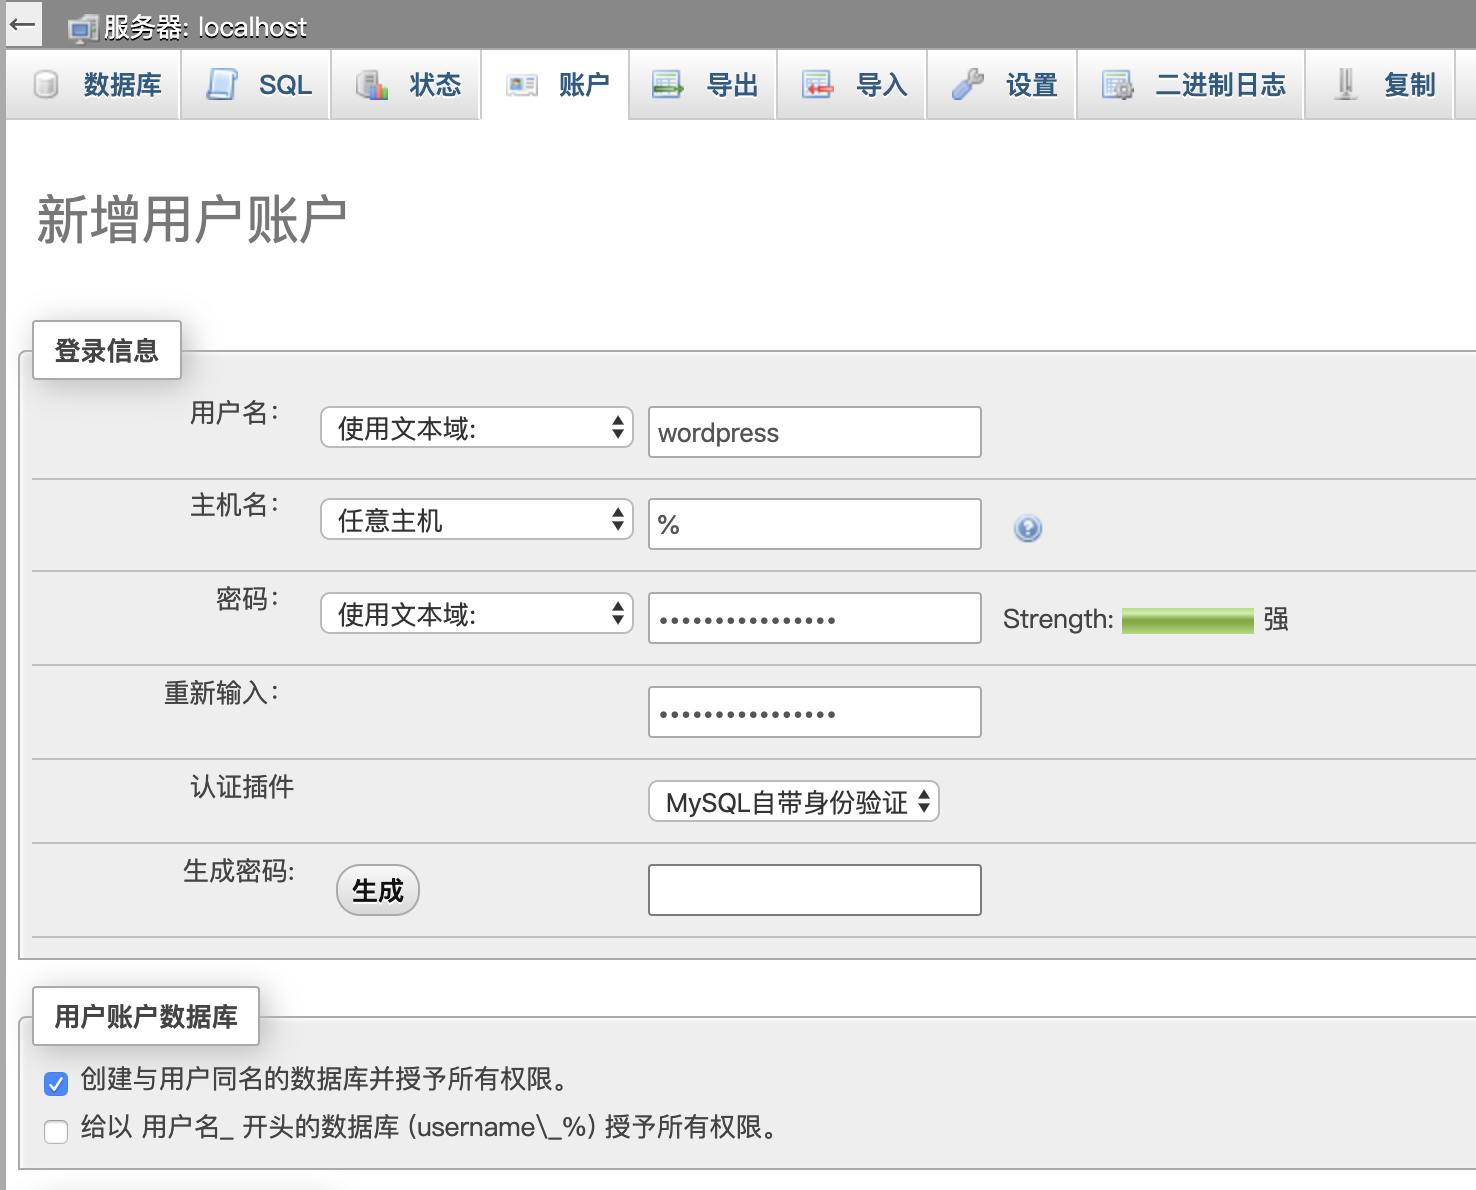 服务器: localhost
数据库 SQL 状态 账户 导出 导入 设置 二进制日志 复制
新增用户账户
登录信息
用户名： 使用文本域: wordpress
主机名： 任意主机 %
密码： 使用文本域: •••••••••••••••• Strength: 强
重新输入： ••••••••••••••••
认证插件 MySQL自带身份验证
生成密码: 生成
用户账户数据库
创建与用户同名的数据库并授予所有权限。
给以 用户名_ 开头的数据库 (username\_%) 授予所有权限。